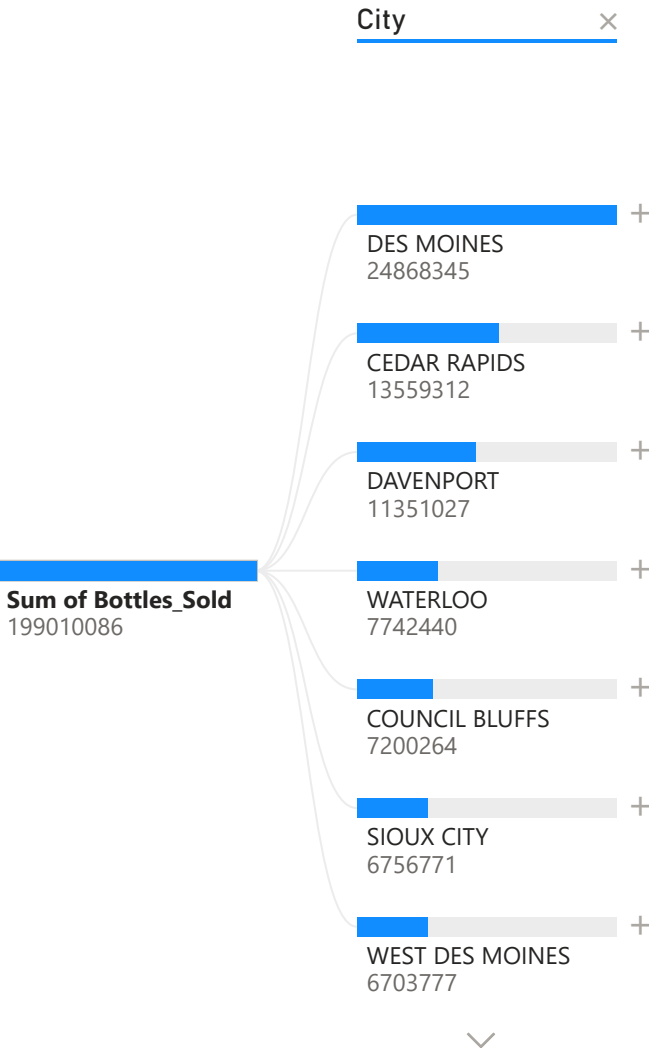 City
DES MOINES
24868345
CEDAR RAPIDS
13559312
DAVENPORT
11351027
Sum of Bottles_Sold
199010086
WATERLOO
7742440
COUNCIL BLUFFS
7200264
SIOUX CITY
6756771
WEST DES MOINES
6703777